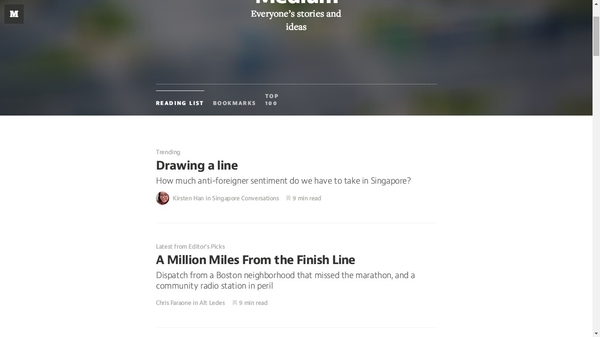 M
Medium
Everyone's stories and
ideas
READING LIST
BOOKMARKS
TOP
100
Trending
Drawing a line
How much anti-foreigner sentiment do we have to take in Singapore?
Kirsten Han in Singapore Conversations
9 min read
Latest from Editor's Picks
A Million Miles From the Finish Line
Dispatch from a Boston neighborhood that missed the marathon, and a
community radio station in peril
Chris Faraone in Alt Ledes
9 min read